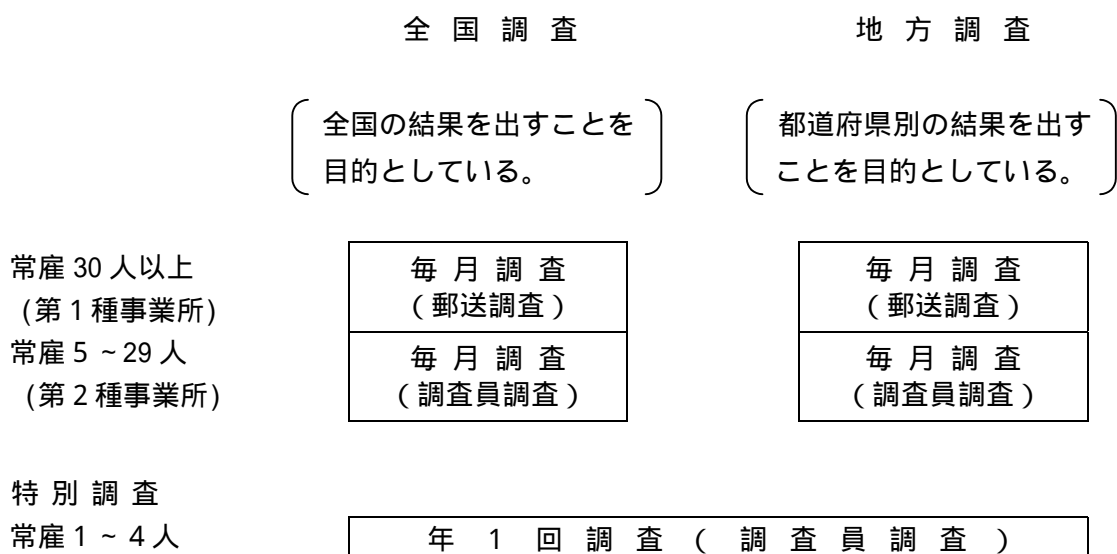 全国調査 地方調査
全国の結果を出すことを 都道府県別の結果を出す
目的としている。 ことを目的としている。
常雇30人以上 毎月調査 毎月調査
(第1種事業所) (郵送調査) (郵送調査)
常雇5~29人 毎月調査 毎月調査
(第2種事業所) (調査員調査) (調査員調査)
特別調査
常雇1~4人 年1回調査(調査員調査)